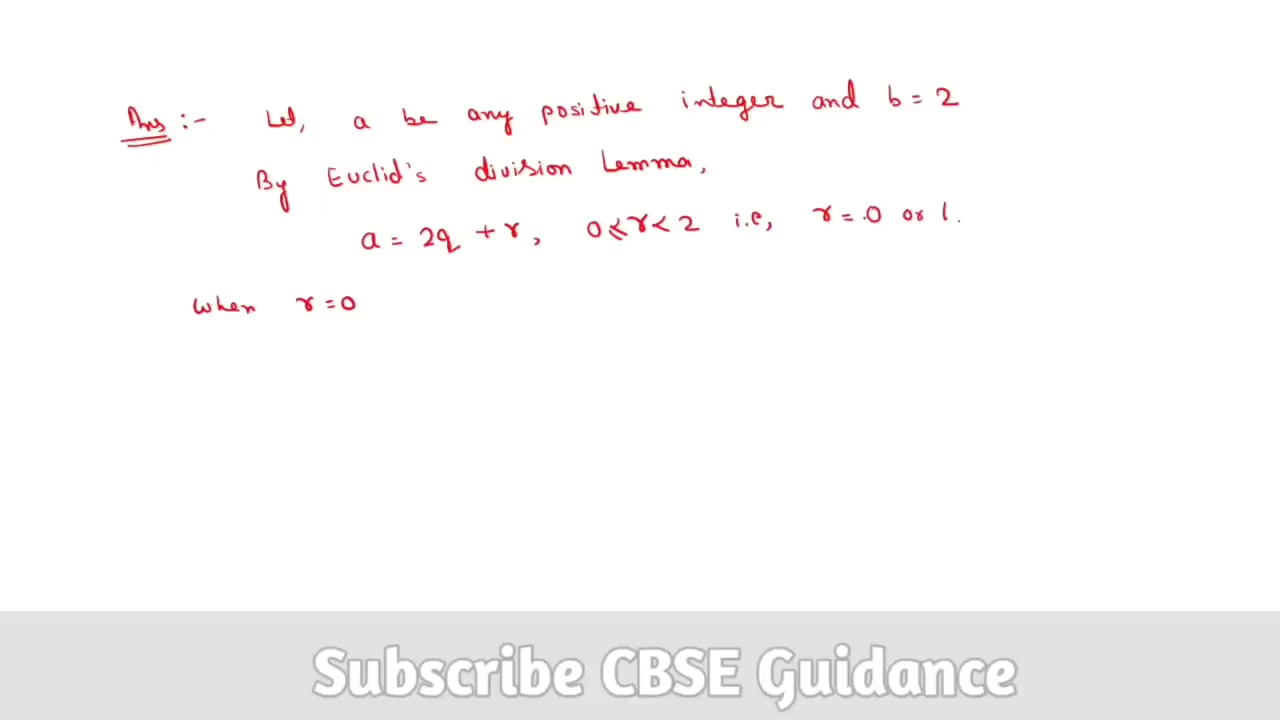 Ans :- Let, a be any positive integer and b = 2
By Euclid's division Lemma,
a = 2q + r, 0 ⩽ r < 2 i.e, r = 0 or 1.
when r = 0
Subscribe CBSE Guidance